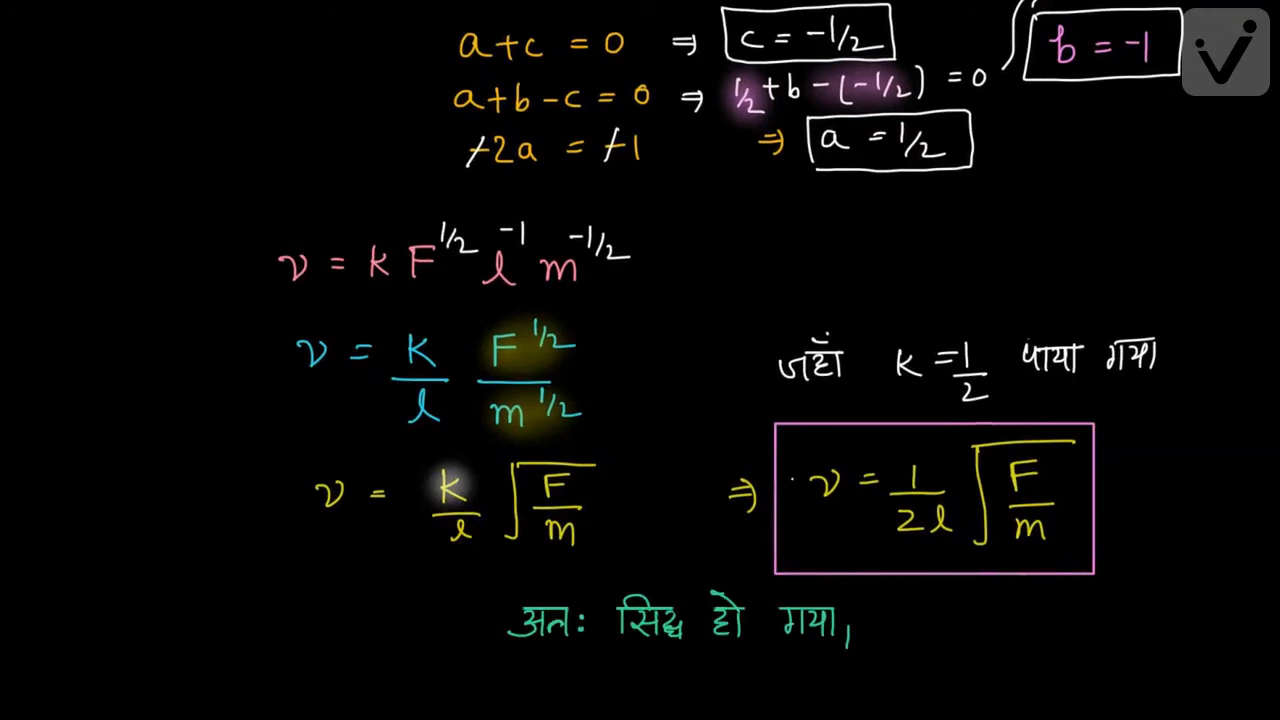 a + c = 0 ⇒ c = -1/2
b = -1
a + b - c = 0 ⇒ 1/2 + b - (-1/2) = 0
-2a = -1 ⇒ a = 1/2
ν = k F^1/2 l^-1 m^-1/2
ν = K/l F^1/2/m^1/2
जहाँ K = 1/2 पाया गया
ν = k/l √(F/m) ⇒ ν = 1/2l √(F/m)
अतः सिद्ध हो गया।